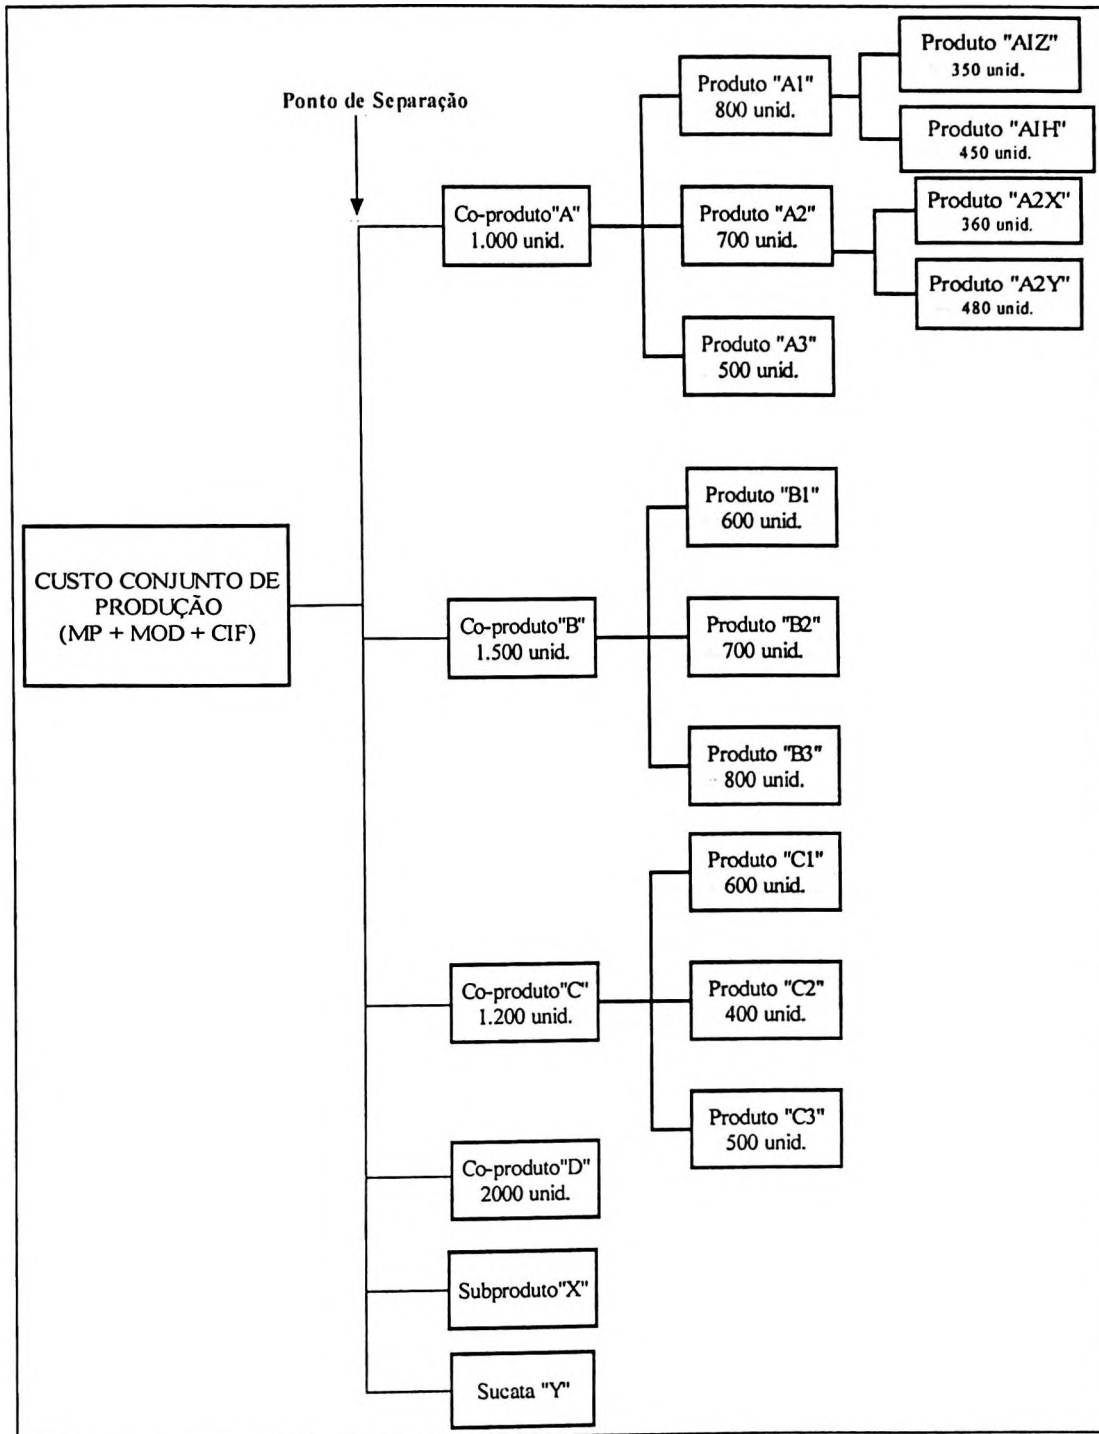 Ponto de Separação
CUSTO CONJUNTO DE
PRODUÇÃO
(MP + MOD + CIF)
Co-produto"A"
1.000 unid.
Produto "A1"
800 unid.
Produto "AIZ"
350 unid.
Produto "AIH"
450 unid.
Produto "A2"
700 unid.
Produto "A2X"
360 unid.
Produto "A2Y"
480 unid.
Produto "A3"
500 unid.
Co-produto"B"
1.500 unid.
Produto "B1"
600 unid.
Produto "B2"
700 unid.
Produto "B3"
800 unid.
Co-produto"C"
1.200 unid.
Produto "C1"
600 unid.
Produto "C2"
400 unid.
Produto "C3"
500 unid.
Co-produto"D"
2000 unid.
Subproduto"X"
Sucata "Y"